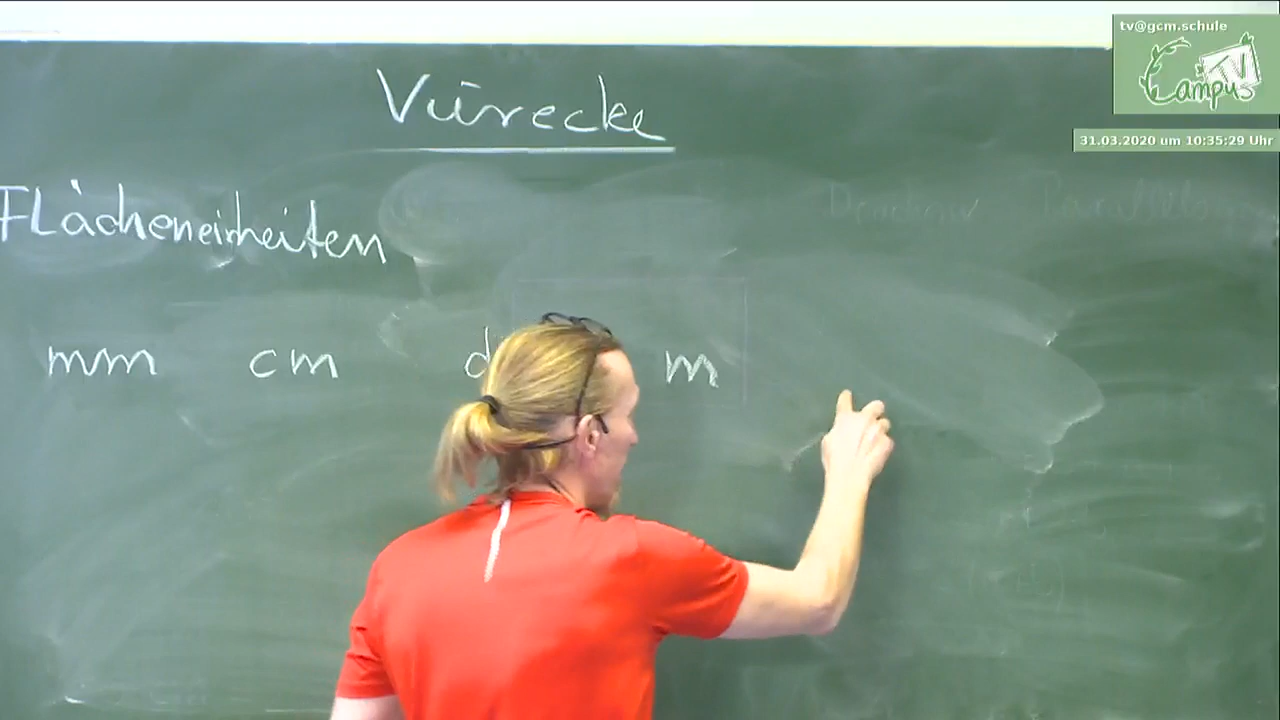 tv@gcm.schule
Campus TV
31.03.2020 um 10:35:29 Uhr
Vierecke
Flächeneinheiten
mm cm d m